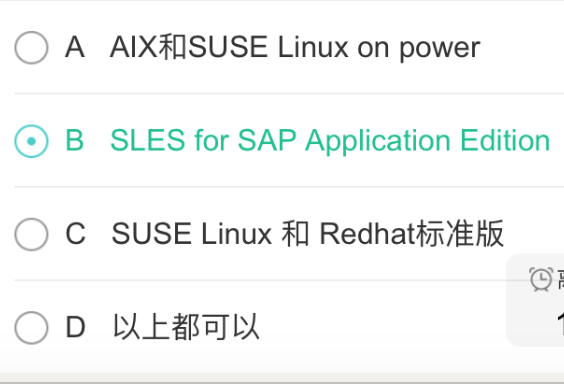 A AIX和SUSE Linux on power
B SLES for SAP Application Edition
C SUSE Linux 和 Redhat标准版
D 以上都可以